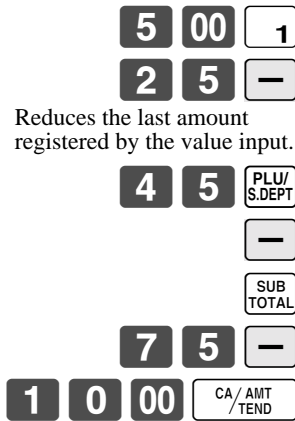 5 00 1
2 5 −
Reduces the last amount
registered by the value input.
4 5 PLU/
S.DEPT
−
SUB
TOTAL
7 5 −
1 0 00 CA/AMT
TEND